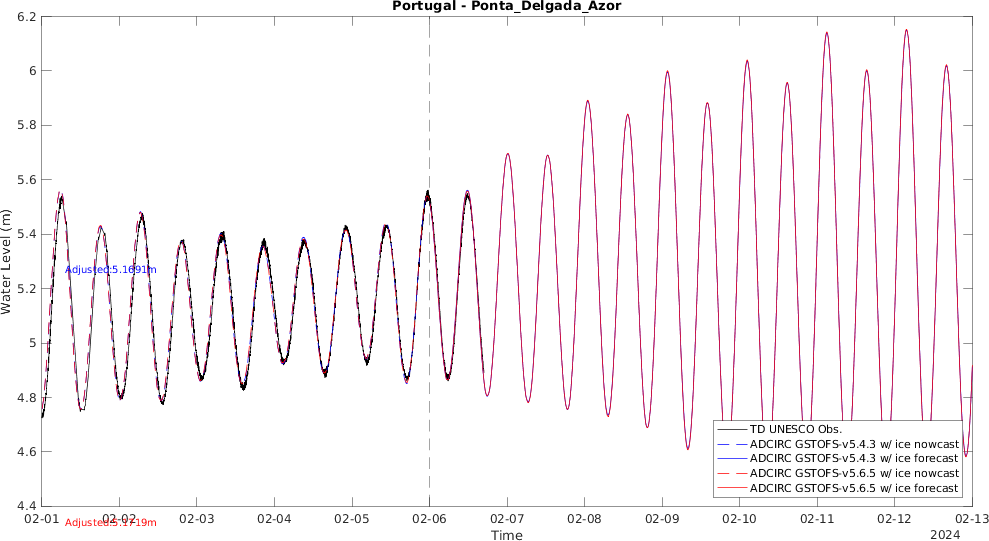 Portugal - Ponta_Delgada_Azor
6.2
6
5.8
5.6
5.4
5.2
5
4.8
4.6
4.4
Water Level (m)
Adjusted:5.1691m
Adjusted:5.1719m
TD UNESCO Obs.
ADCIRC GSTOFS-v5.4.3 w/ ice nowcast
ADCIRC GSTOFS-v5.4.3 w/ ice forecast
ADCIRC GSTOFS-v5.6.5 w/ ice nowcast
ADCIRC GSTOFS-v5.6.5 w/ ice forecast
02-01 02-02 02-03 02-04 02-05 02-06 02-07 02-08 02-09 02-10 02-11 02-12 02-13
Time
2024